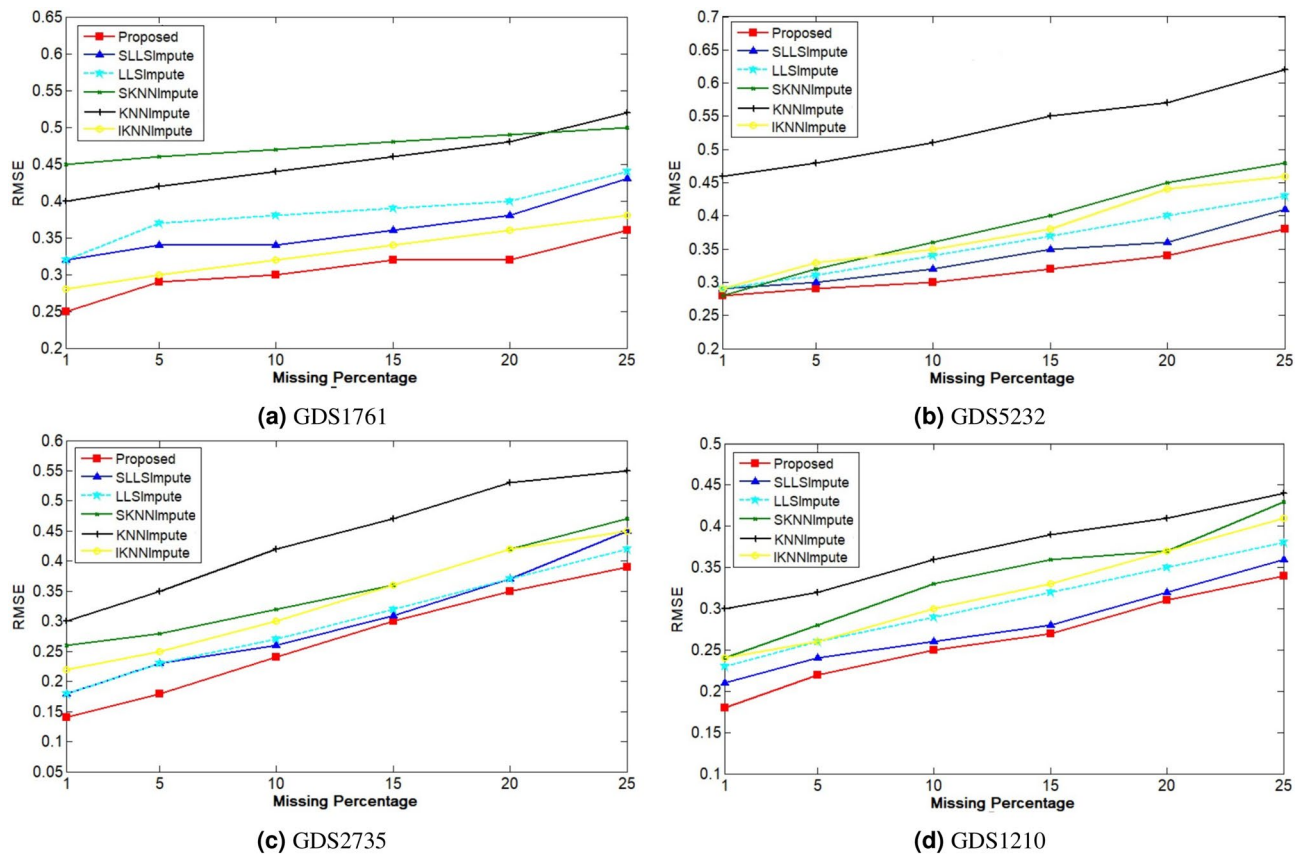 0.65
0.6
0.55
0.5
0.45
0.4
0.35
0.3
0.25
0.2
RMSE
Proposed
SLLSImpute
LLSImpute
SKNNImpute
KNNImpute
IKNNImpute
1 5 10 15 20 25
Missing Percentage
(a) GDS1761
0.7
0.65
0.6
0.55
0.5
0.45
0.4
0.35
0.3
0.25
0.2
RMSE
Proposed
SLLSImpute
LLSImpute
SKNNImpute
KNNImpute
IKNNImpute
1 5 10 15 20 25
Missing Percentage
(b) GDS5232
0.6
0.55
0.5
0.45
0.4
0.35
0.3
0.25
0.2
0.15
0.1
0.05
RMSE
Proposed
SLLSImpute
LLSImpute
SKNNImpute
KNNImpute
IKNNImpute
1 5 10 15 20 25
Missing Percentage
(c) GDS2735
0.5
0.45
0.4
0.35
0.3
0.25
0.2
0.15
0.1
RMSE
Proposed
SLLSImpute
LLSImpute
SKNNImpute
KNNImpute
IKNNImpute
1 5 10 15 20 25
Missing Percentage
(d) GDS1210